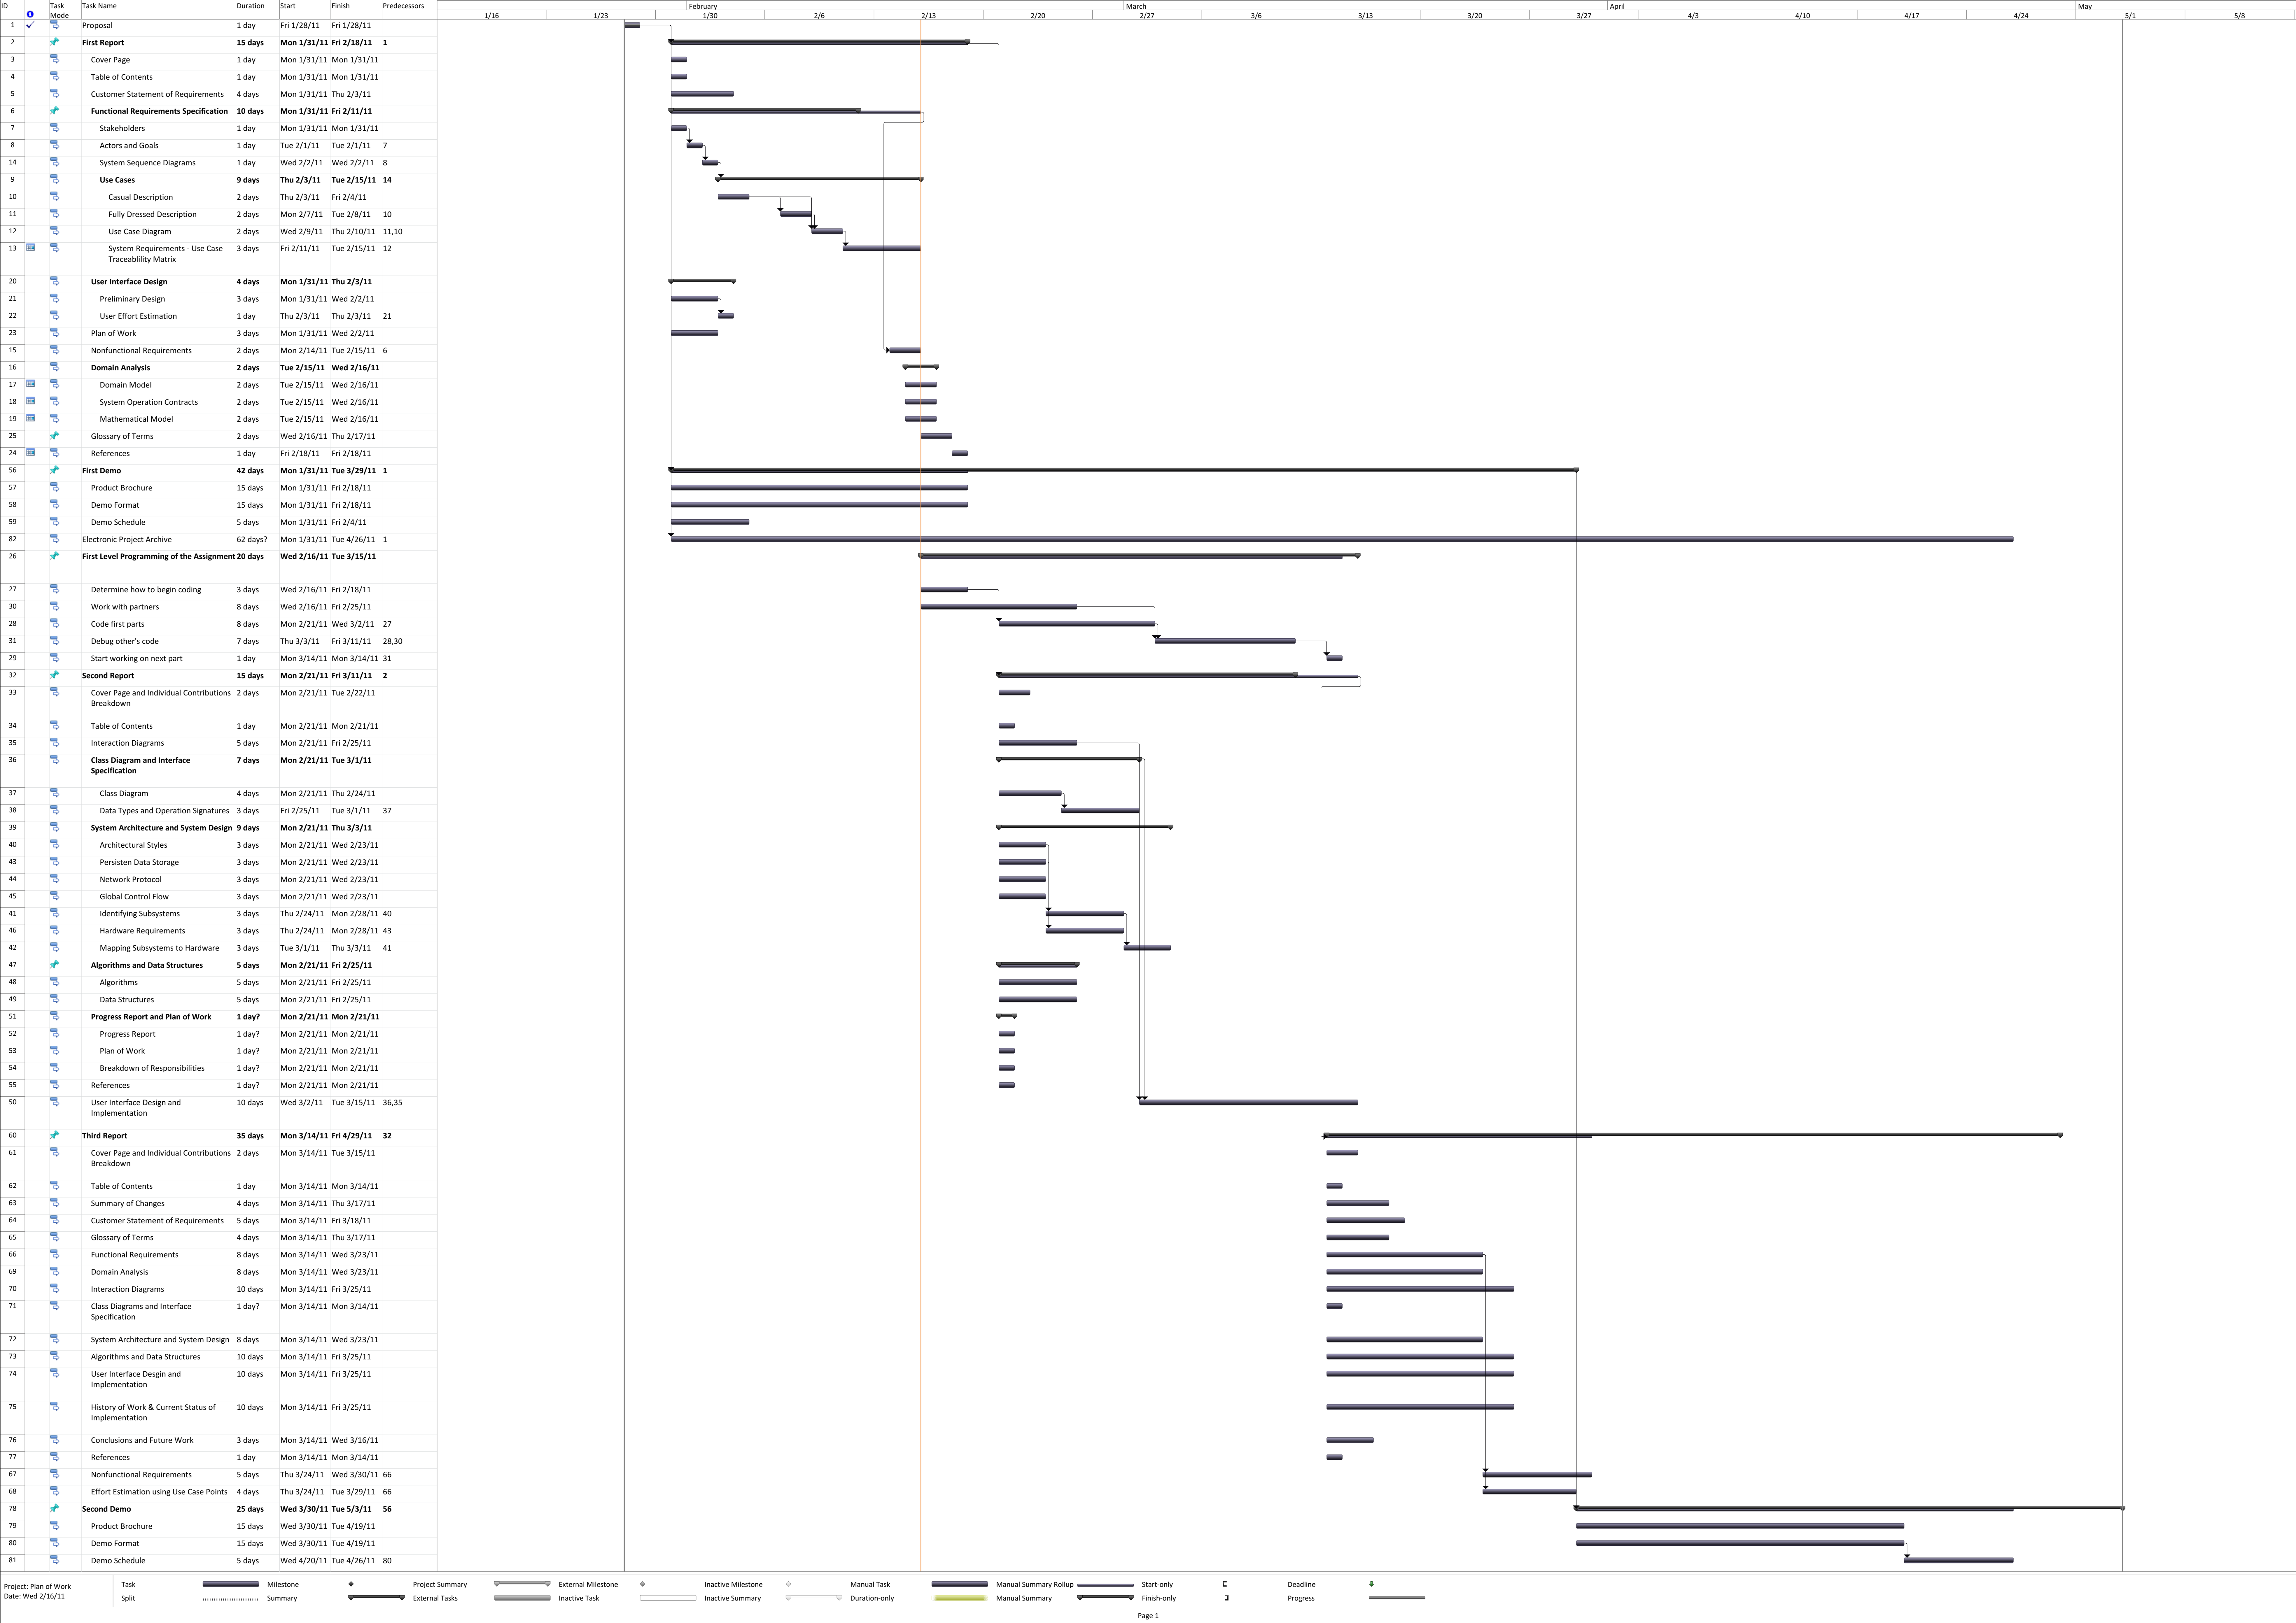 ID Task Mode Task Name Duration Start Finish Predecessors
February March April May
1/16 1/23 1/30 2/6 2/13 2/20 2/27 3/6 3/13 3/20 3/27 4/3 4/10 4/17 4/24 5/1 5/8
1 Proposal 1 day Fri 1/28/11 Fri 1/28/11
2 First Report 15 days Mon 1/31/11 Fri 2/18/11 1
3 Cover Page 1 day Mon 1/31/11 Mon 1/31/11
4 Table of Contents 1 day Mon 1/31/11 Mon 1/31/11
5 Customer Statement of Requirements 4 days Mon 1/31/11 Thu 2/3/11
6 Functional Requirements Specification 10 days Mon 1/31/11 Fri 2/11/11
7 Stakeholders 1 day Mon 1/31/11 Mon 1/31/11
8 Actors and Goals 1 day Tue 2/1/11 Tue 2/1/11 7
14 System Sequence Diagrams 1 day Wed 2/2/11 Wed 2/2/11 8
9 Use Cases 9 days Thu 2/3/11 Tue 2/15/11 14
10 Casual Description 2 days Thu 2/3/11 Fri 2/4/11
11 Fully Dressed Description 2 days Mon 2/7/11 Tue 2/8/11 10
12 Use Case Diagram 2 days Wed 2/9/11 Thu 2/10/11 11,10
13 System Requirements - Use Case 3 days Fri 2/11/11 Tue 2/15/11 12
Traceablility Matrix
20 User Interface Design 4 days Mon 1/31/11 Thu 2/3/11
21 Preliminary Design 3 days Mon 1/31/11 Wed 2/2/11
22 User Effort Estimation 1 day Thu 2/3/11 Thu 2/3/11 21
23 Plan of Work 3 days Mon 1/31/11 Wed 2/2/11
15 Nonfunctional Requirements 2 days Mon 2/14/11 Tue 2/15/11 6
16 Domain Analysis 2 days Tue 2/15/11 Wed 2/16/11
17 Domain Model 2 days Tue 2/15/11 Wed 2/16/11
18 System Operation Contracts 2 days Tue 2/15/11 Wed 2/16/11
19 Mathematical Model 2 days Tue 2/15/11 Wed 2/16/11
25 Glossary of Terms 2 days Wed 2/16/11 Thu 2/17/11
24 References 1 day Fri 2/18/11 Fri 2/18/11
56 First Demo 42 days Mon 1/31/11 Tue 3/29/11 1
57 Product Brochure 15 days Mon 1/31/11 Fri 2/18/11
58 Demo Format 15 days Mon 1/31/11 Fri 2/18/11
59 Demo Schedule 5 days Mon 1/31/11 Fri 2/4/11
82 Electronic Project Archive 62 days? Mon 1/31/11 Tue 4/26/11 1
26 First Level Programming of the Assignment 20 days Wed 2/16/11 Tue 3/15/11
27 Determine how to begin coding 3 days Wed 2/16/11 Fri 2/18/11
30 Work with partners 8 days Wed 2/16/11 Fri 2/25/11
28 Code first parts 8 days Mon 2/21/11 Wed 3/2/11 27
31 Debug other's code 7 days Thu 3/3/11 Fri 3/11/11 28,30
29 Start working on next part 1 day Mon 3/14/11 Mon 3/14/11 31
32 Second Report 15 days Mon 2/21/11 Fri 3/11/11 2
33 Cover Page and Individual Contributions 2 days Mon 2/21/11 Tue 2/22/11
Breakdown
34 Table of Contents 1 day Mon 2/21/11 Mon 2/21/11
35 Interaction Diagrams 5 days Mon 2/21/11 Fri 2/25/11
36 Class Diagram and Interface 7 days Mon 2/21/11 Tue 3/1/11
Specification
37 Class Diagram 4 days Mon 2/21/11 Thu 2/24/11
38 Data Types and Operation Signatures 3 days Fri 2/25/11 Tue 3/1/11 37
39 System Architecture and System Design 9 days Mon 2/21/11 Thu 3/3/11
40 Architectural Styles 3 days Mon 2/21/11 Wed 2/23/11
43 Persisten Data Storage 3 days Mon 2/21/11 Wed 2/23/11
44 Network Protocol 3 days Mon 2/21/11 Wed 2/23/11
45 Global Control Flow 3 days Mon 2/21/11 Wed 2/23/11
41 Identifying Subsystems 3 days Thu 2/24/11 Mon 2/28/11 40
46 Hardware Requirements 3 days Thu 2/24/11 Mon 2/28/11 43
42 Mapping Subsystems to Hardware 3 days Tue 3/1/11 Thu 3/3/11 41
47 Algorithms and Data Structures 5 days Mon 2/21/11 Fri 2/25/11
48 Algorithms 5 days Mon 2/21/11 Fri 2/25/11
49 Data Structures 5 days Mon 2/21/11 Fri 2/25/11
51 Progress Report and Plan of Work 1 day? Mon 2/21/11 Mon 2/21/11
52 Progress Report 1 day? Mon 2/21/11 Mon 2/21/11
53 Plan of Work 1 day? Mon 2/21/11 Mon 2/21/11
54 Breakdown of Responsibilities 1 day? Mon 2/21/11 Mon 2/21/11
55 References 1 day? Mon 2/21/11 Mon 2/21/11
50 User Interface Design and 10 days Wed 3/2/11 Tue 3/15/11 36,35
Implementation
60 Third Report 35 days Mon 3/14/11 Fri 4/29/11 32
61 Cover Page and Individual Contributions 2 days Mon 3/14/11 Tue 3/15/11
Breakdown
62 Table of Contents 1 day Mon 3/14/11 Mon 3/14/11
63 Summary of Changes 4 days Mon 3/14/11 Thu 3/17/11
64 Customer Statement of Requirements 5 days Mon 3/14/11 Fri 3/18/11
65 Glossary of Terms 4 days Mon 3/14/11 Thu 3/17/11
66 Functional Requirements 8 days Mon 3/14/11 Wed 3/23/11
69 Domain Analysis 8 days Mon 3/14/11 Wed 3/23/11
70 Interaction Diagrams 10 days Mon 3/14/11 Fri 3/25/11
71 Class Diagrams and Interface 1 day? Mon 3/14/11 Mon 3/14/11
Specification
72 System Architecture and System Design 8 days Mon 3/14/11 Wed 3/23/11
73 Algorithms and Data Structures 10 days Mon 3/14/11 Fri 3/25/11
74 User Interface Desgin and 10 days Mon 3/14/11 Fri 3/25/11
Implementation
75 History of Work & Current Status of 10 days Mon 3/14/11 Fri 3/25/11
Implementation
76 Conclusions and Future Work 3 days Mon 3/14/11 Wed 3/16/11
77 References 1 day Mon 3/14/11 Mon 3/14/11
67 Nonfunctional Requirements 5 days Thu 3/24/11 Wed 3/30/11 66
68 Effort Estimation using Use Case Points 4 days Thu 3/24/11 Tue 3/29/11 66
78 Second Demo 25 days Wed 3/30/11 Tue 5/3/11 56
79 Product Brochure 15 days Wed 3/30/11 Tue 4/19/11
80 Demo Format 15 days Wed 3/30/11 Tue 4/19/11
81 Demo Schedule 5 days Wed 4/20/11 Tue 4/26/11 80
Project: Plan of Work
Date: Wed 2/16/11
Task Milestone Project Summary External Milestone Inactive Milestone Manual Task Manual Summary Rollup Start-only Deadline
Split Summary External Tasks Inactive Task Inactive Summary Duration-only Manual Summary Finish-only Progress
Page 1